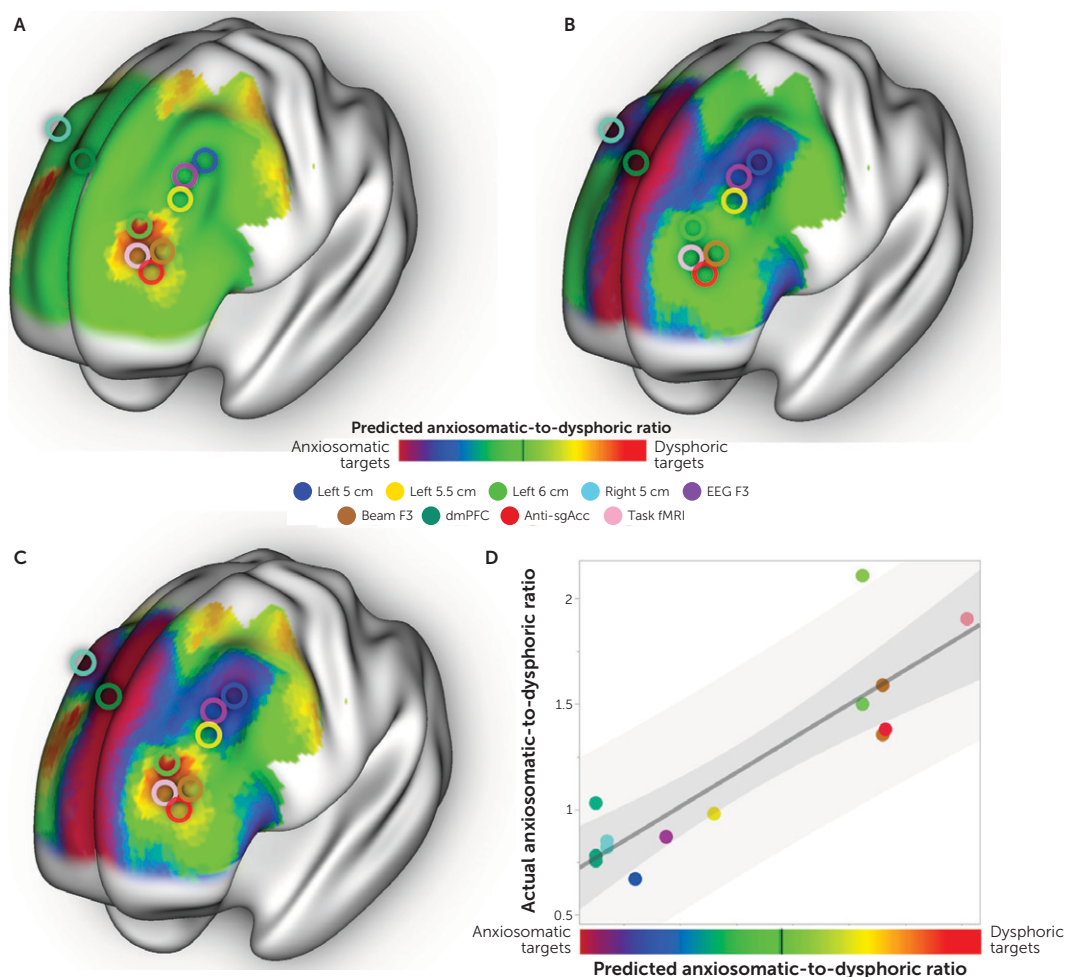 A
B
Predicted anxiosomatic-to-dysphoric ratio
Anxiosomatic targets
Dysphoric targets
Left 5 cm
Left 5.5 cm
Left 6 cm
Right 5 cm
EEG F3
Beam F3
dmPFC
Anti-sgAcc
Task fMRI
C
D
Actual anxiosomatic-to-dysphoric ratio
2
1.5
1
0.5
Anxiosomatic targets
Dysphoric targets
Predicted anxiosomatic-to-dysphoric ratio